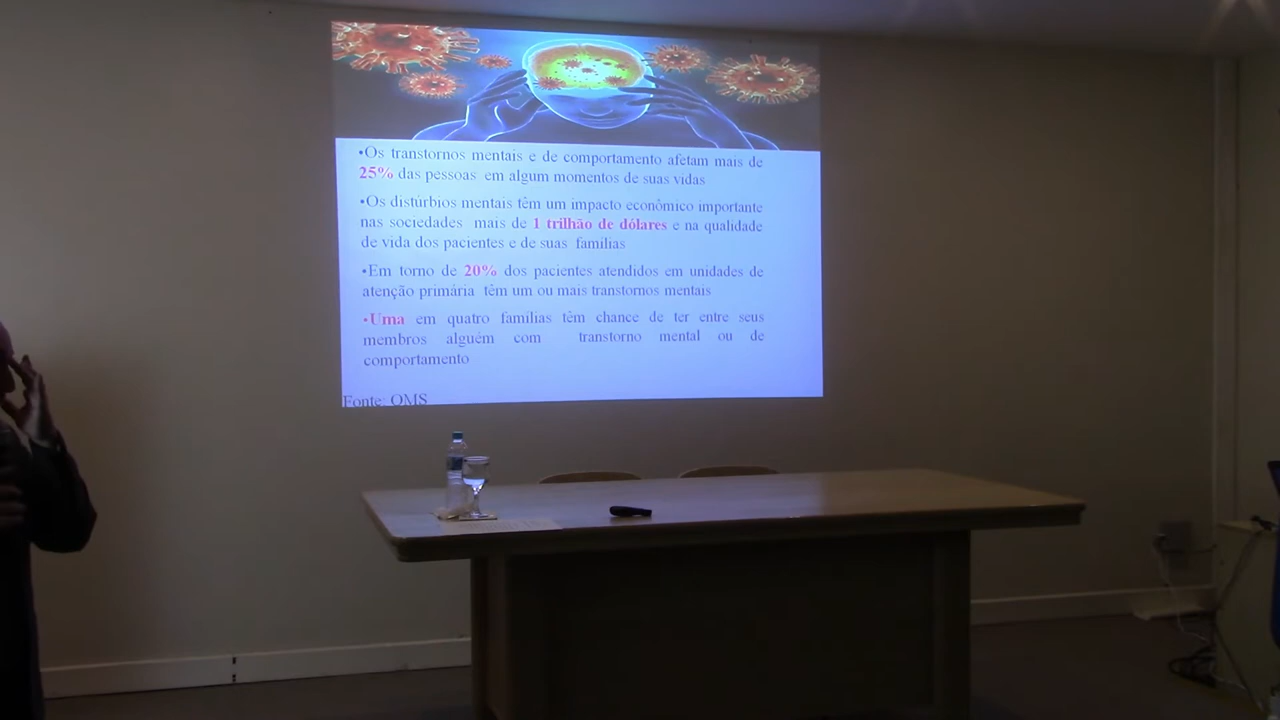 •Os transtornos mentais e de comportamento afetam mais de
25% das pessoas em algum momentos de suas vidas
•Os distúrbios mentais têm um impacto econômico importante
nas sociedades mais de 1 trilhão de dólares e na qualidade
de vida dos pacientes e de suas famílias
•Em torno de 20% dos pacientes atendidos em unidades de
atenção primária têm um ou mais transtornos mentais
•Uma em quatro famílias têm chance de ter entre seus
membros alguém com transtorno mental ou de
comportamento
Fonte: OMS